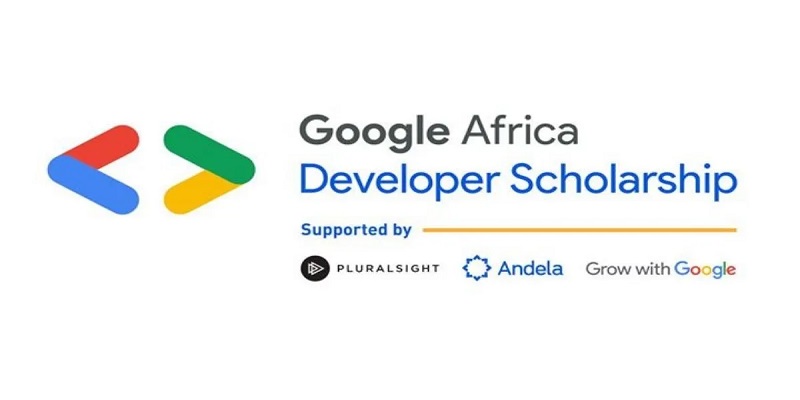 Google Africa
Developer Scholarship
Supported by
PLURALSIGHT
Andela
Grow with Google